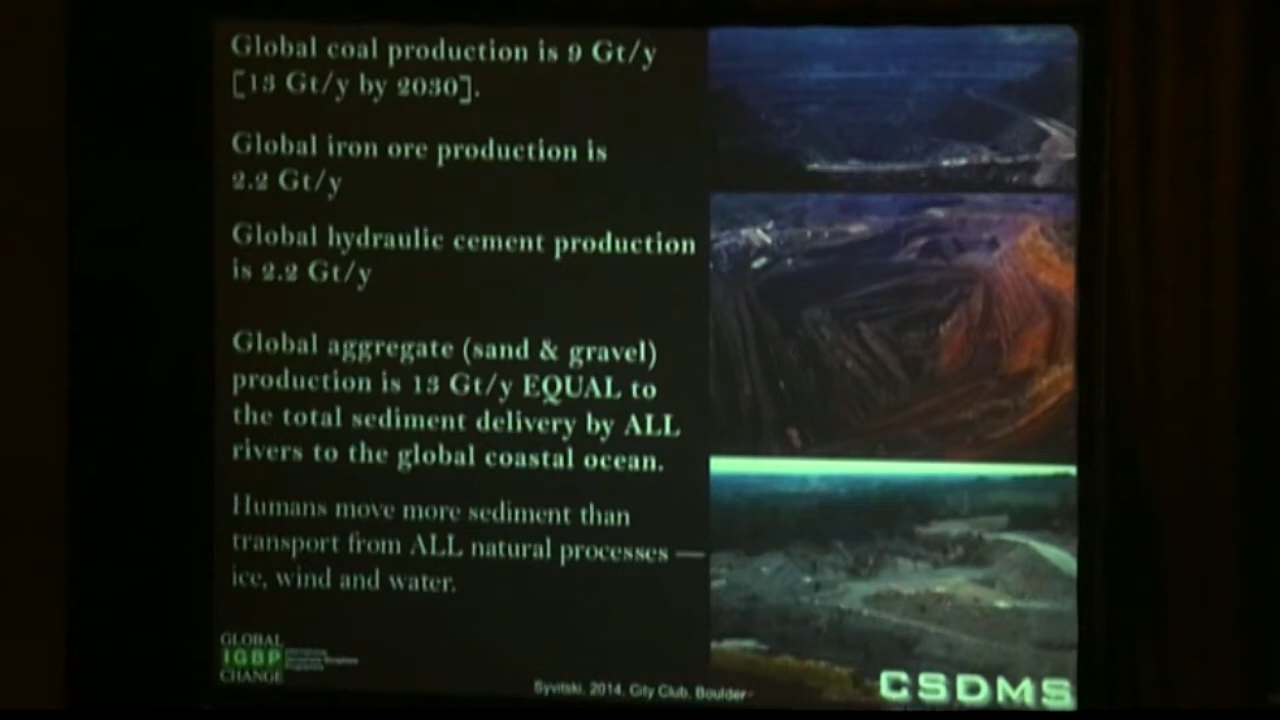 Global coal production is 9 Gt/y
[13 Gt/y by 2030].
Global iron ore production is
2.2 Gt/y
Global hydraulic cement production
is 2.2 Gt/y
Global aggregate (sand & gravel)
production is 13 Gt/y EQUAL to
the total sediment delivery by ALL
rivers to the global coastal ocean.
Humans move more sediment than
transport from ALL natural processes —
ice, wind and water.
GLOBAL
IGBP
CHANGE
Syvitski, 2014, City Club, Boulder
CSDMS